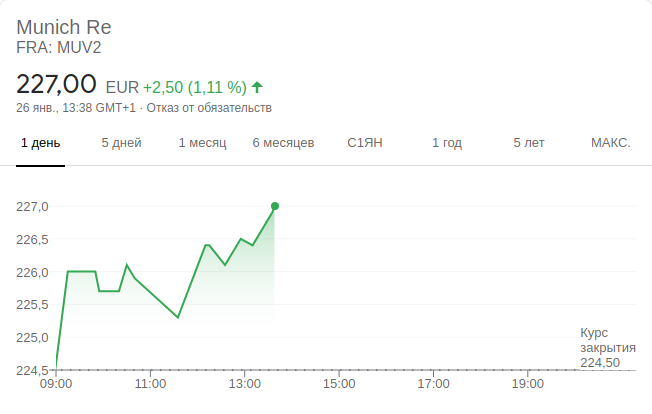 Munich Re
FRA: MUV2
227,00 EUR +2,50 (1,11 %)
26 янв., 13:38 GMT+1 · Отказ от обязательств
1 день 5 дней 1 месяц 6 месяцев С1ЯН 1 год 5 лет МАКС.
227,0
226,5
226,0
225,5
225,0
224,5
Курс
закрытия
224,50
09:00 11:00 13:00 15:00 17:00 19:00